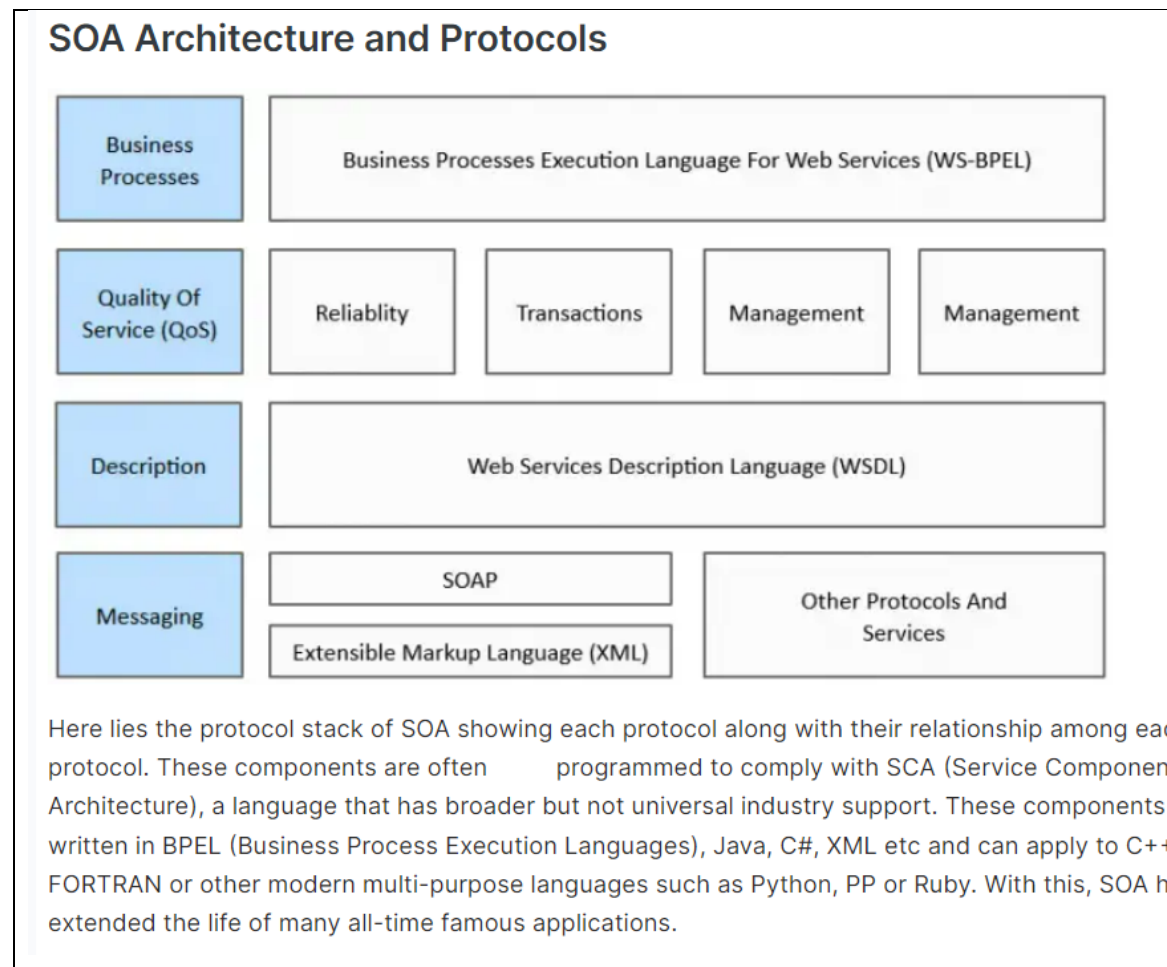 SOA Architecture and Protocols
Business
Processes
Business Processes Execution Language For Web Services (WS-BPEL)
Quality Of
Service (QoS)
Reliablity
Transactions
Management
Management
Description
Web Services Description Language (WSDL)
Messaging
SOAP
Extensible Markup Language (XML)
Other Protocols And
Services
Here lies the protocol stack of SOA showing each protocol along with their relationship among
protocol. These components are often programmed to comply with SCA (Service
Architecture), a language that has broader but not universal industry support. These components
written in BPEL (Business Process Execution Languages), Java, C#, XML etc and can apply to
FORTRAN or other modern multi-purpose languages such as Python, PP or Ruby. With this, SOA
extended the life of many all-time famous applications.